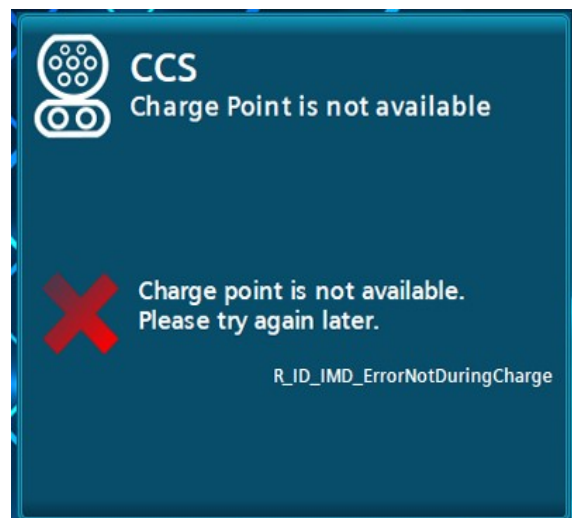 CCS
Charge Point is not available
Charge point is not available.
Please try again later.
R_ID_IMD_ErrorNotDuringCharge